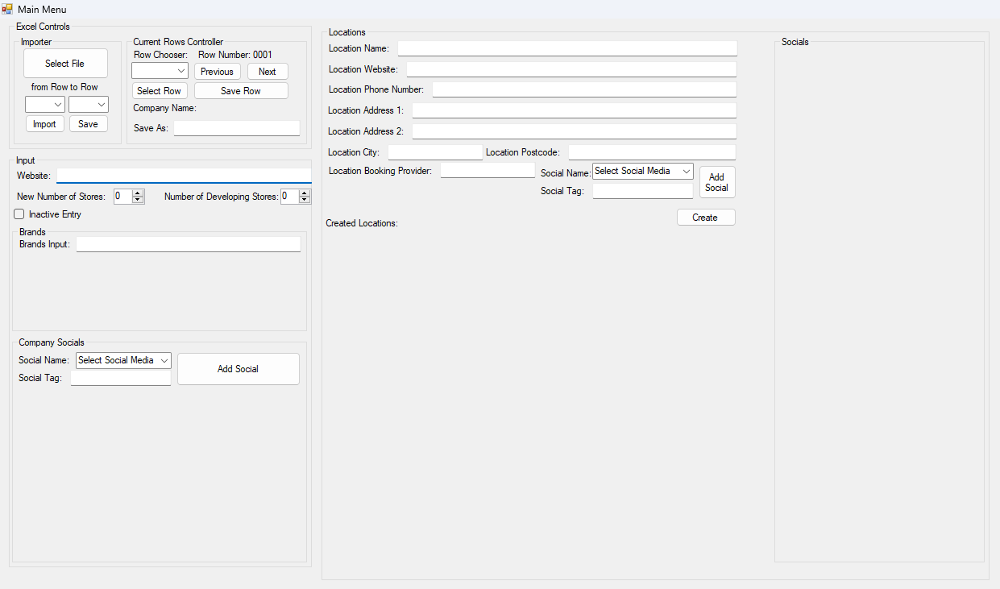 Main Menu
Excel Controls
Importer
Select File
from Row to Row
Import Save
Current Rows Controller
Row Chooser: Row Number: 0001
Previous Next
Select Row Save Row
Company Name:
Save As:
Input
Website:
New Number of Stores: 0 Number of Developing Stores: 0
Inactive Entry
Brands
Brands Input:
Company Socials
Social Name: Select Social Media
Social Tag:
Add Social
Locations
Location Name:
Location Website:
Location Phone Number:
Location Address 1:
Location Address 2:
Location City: Location Postcode:
Location Booking Provider:
Social Name: Select Social Media
Social Tag:
Add
Social
Create
Created Locations:
Socials